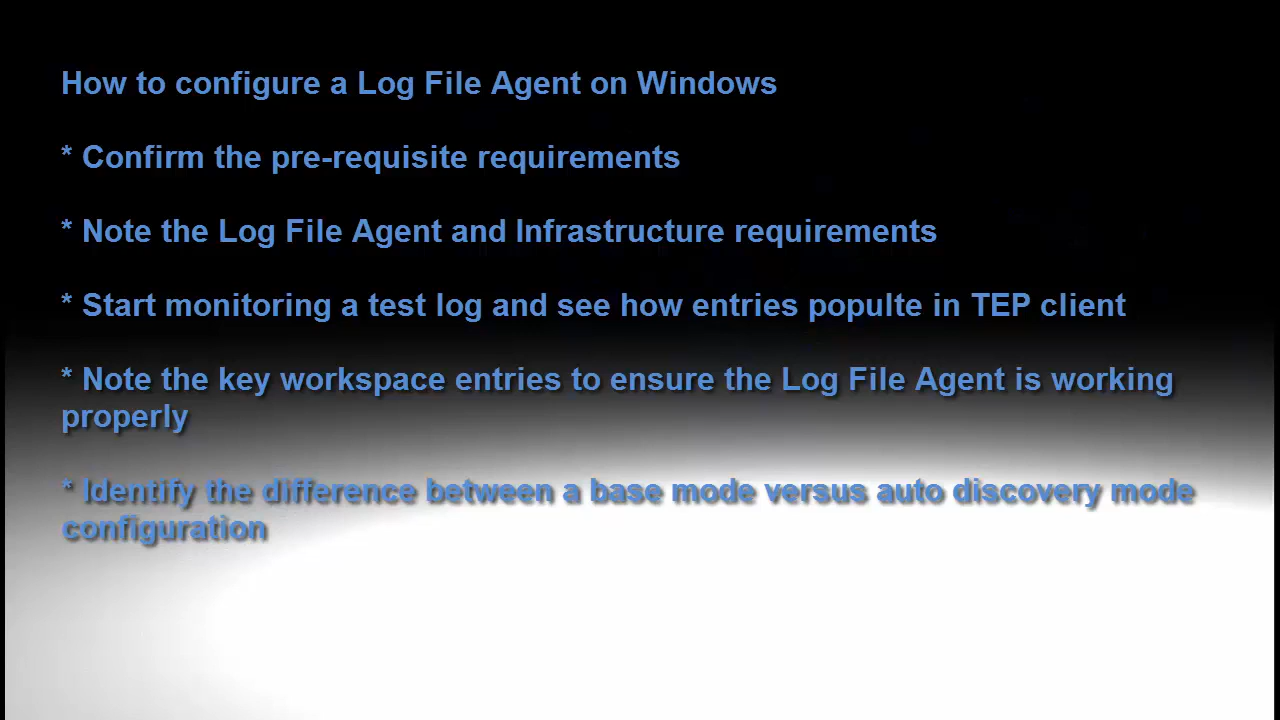 How to configure a Log File Agent on Windows
* Confirm the pre-requisite requirements
* Note the Log File Agent and Infrastructure requirements
* Start monitoring a test log and see how entries populte in TEP client
* Note the key workspace entries to ensure the Log File Agent is working
properly
* Identify the difference between a base mode versus auto discovery mode
configuration